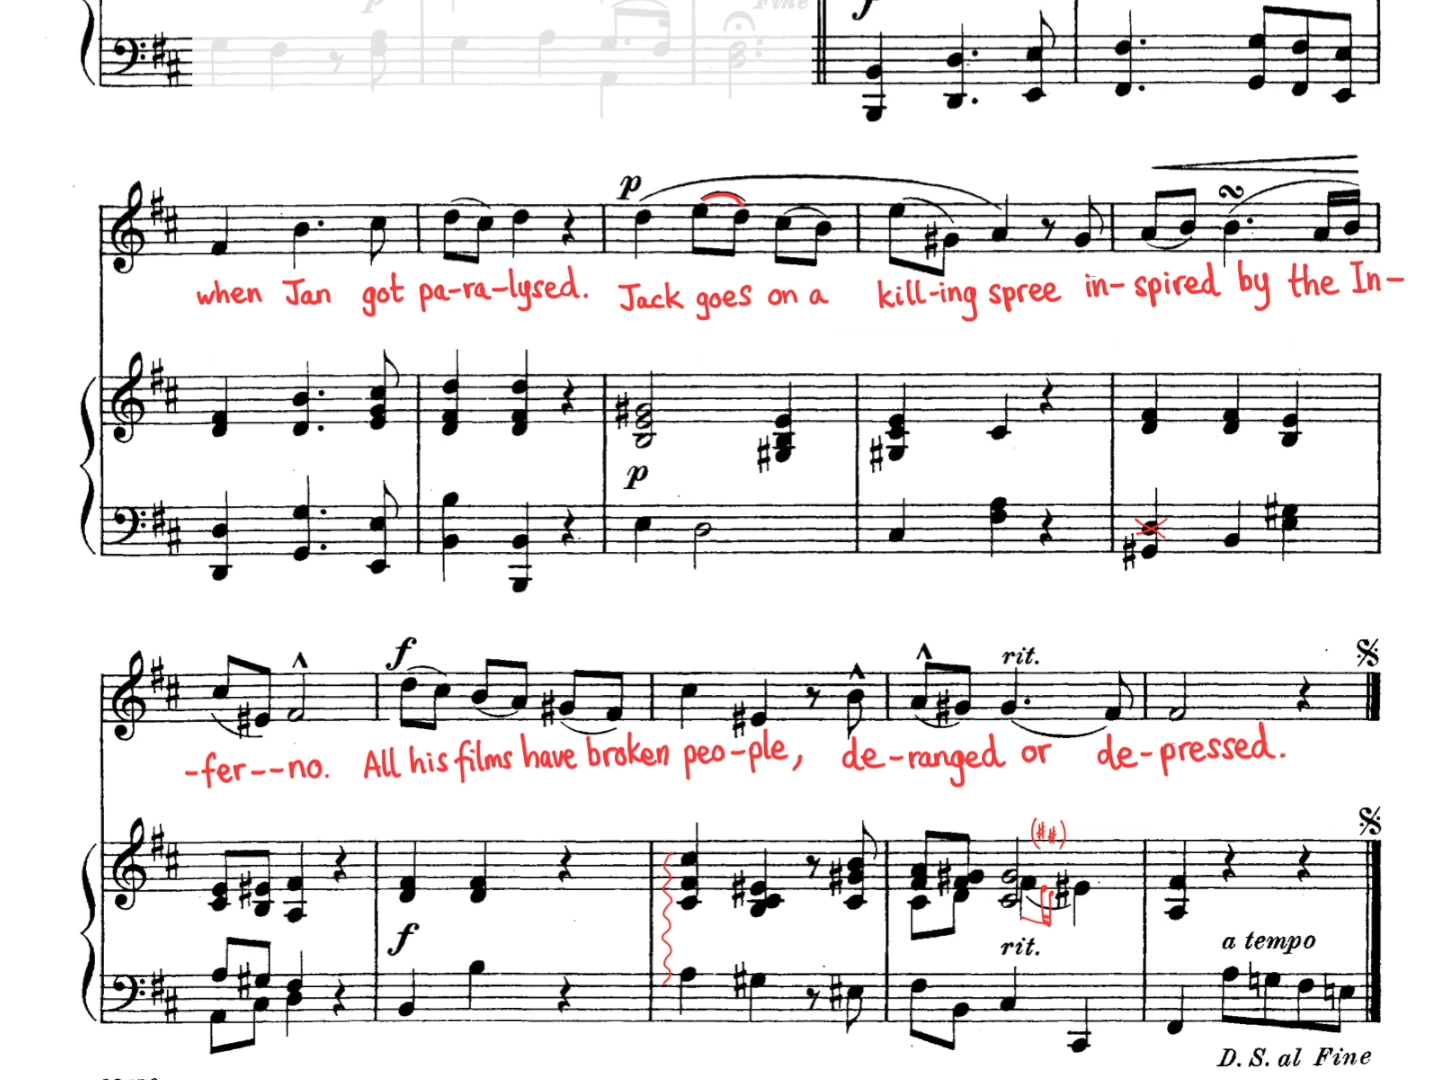 p
Fine
f
p
when Jan got pa-ra-lysed. Jack goes on a kill-ing spree in-spired by the In-
p
f
rit.
-fer--no. All his films have broken peo-ple, de-ranged or de-pressed.
f
rit.
a tempo
D. S. al Fine